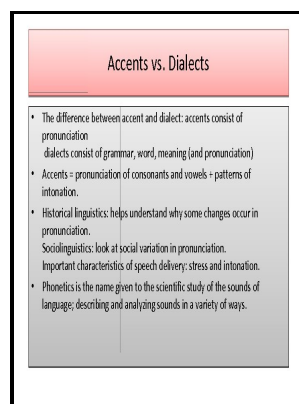 Accents vs. Dialects
• The difference between accent and dialect: accents consist of
pronunciation
dialects consist of grammar, word, meaning (and pronunciation)
• Accents = pronunciation of consonants and vowels + patterns of
intonation.
• Historical linguistics: helps understand why some changes occur in
pronunciation.
Sociolinguistics: look at social variation in pronunciation.
Important characteristics of speech delivery: stress and intonation.
• Phonetics is the name given to the scientific study of the sounds of
language; describing and analyzing sounds in a variety of ways.